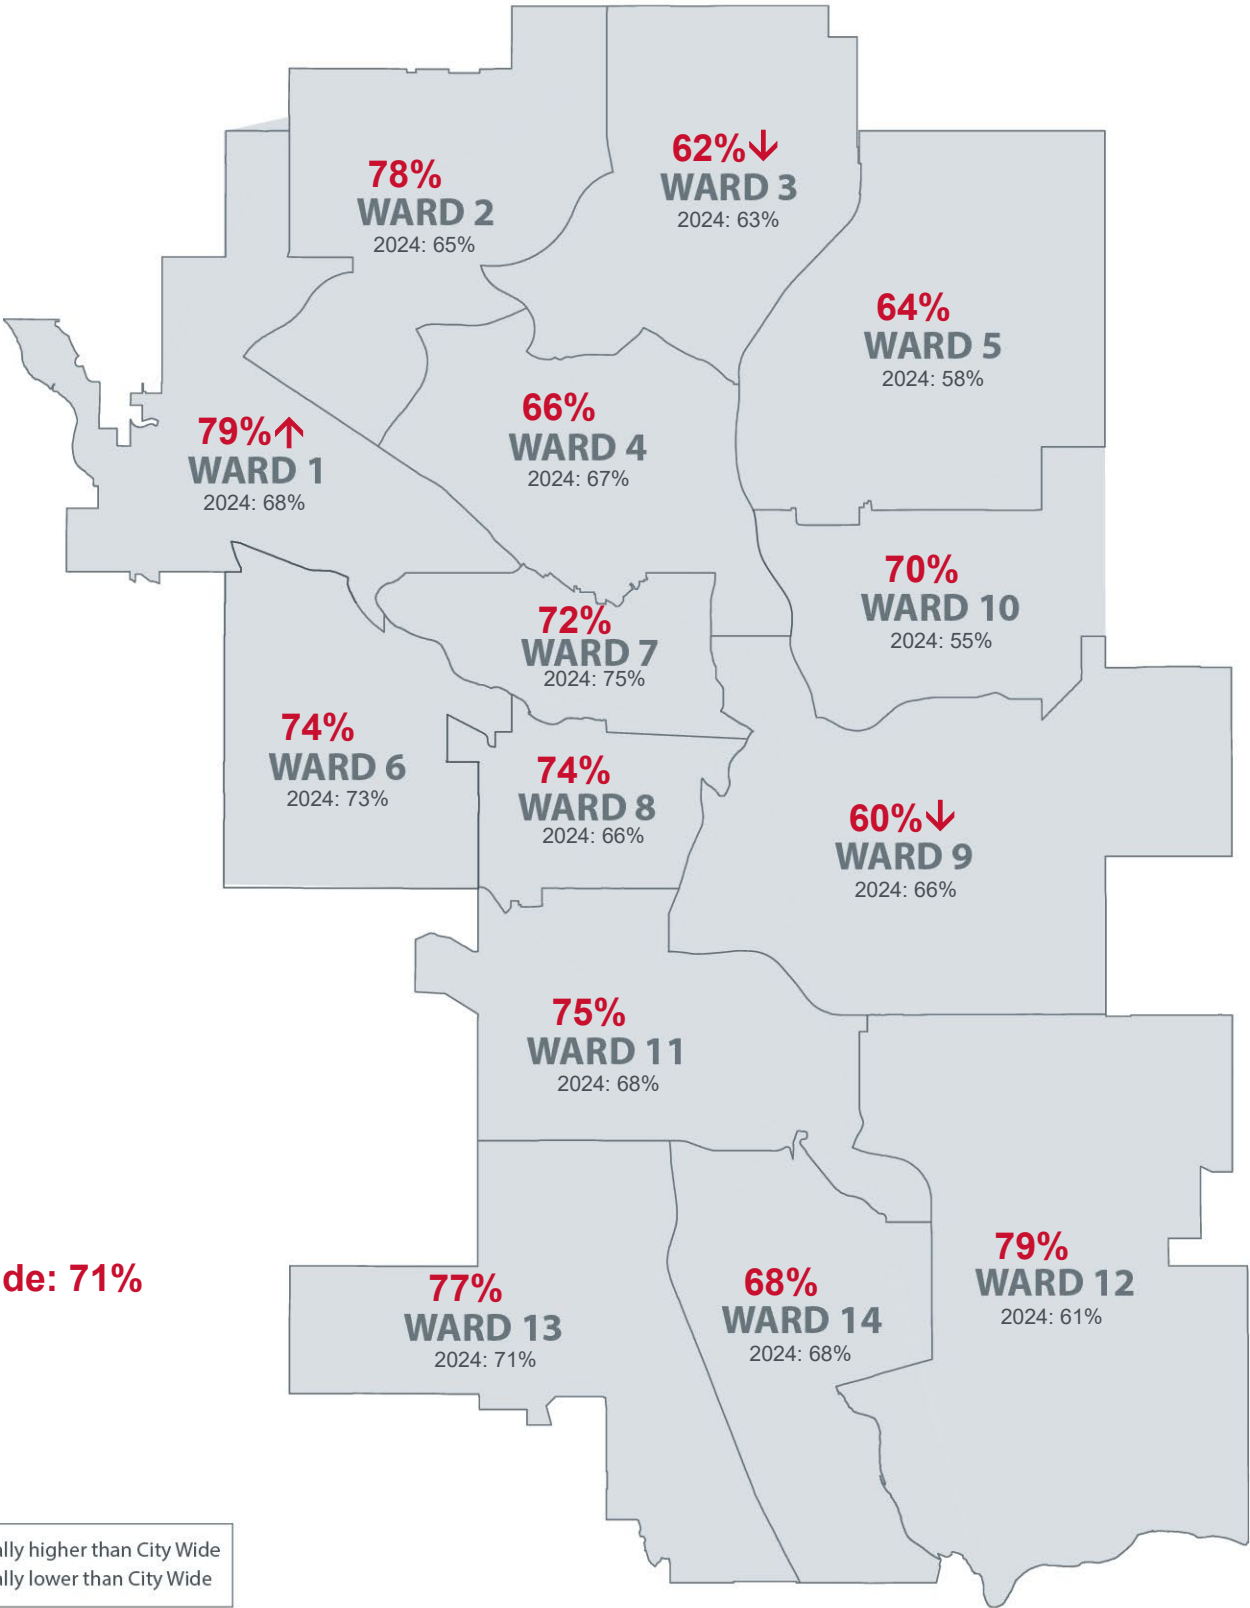 62%↓
WARD 3
2024: 63%
78%
WARD 2
2024: 65%
64%
WARD 5
2024: 58%
66%
WARD 4
2024: 67%
79%↑
WARD 1
2024: 68%
70%
WARD 10
2024: 55%
72%
WARD 7
2024: 75%
74%
WARD 6
2024: 73%
74%
WARD 8
2024: 66%
60%↓
WARD 9
2024: 66%
75%
WARD 11
2024: 68%
79%
WARD 12
2024: 61%
de: 71%
77%
WARD 13
2024: 71%
68%
WARD 14
2024: 68%
ally higher than City Wide
ally lower than City Wide